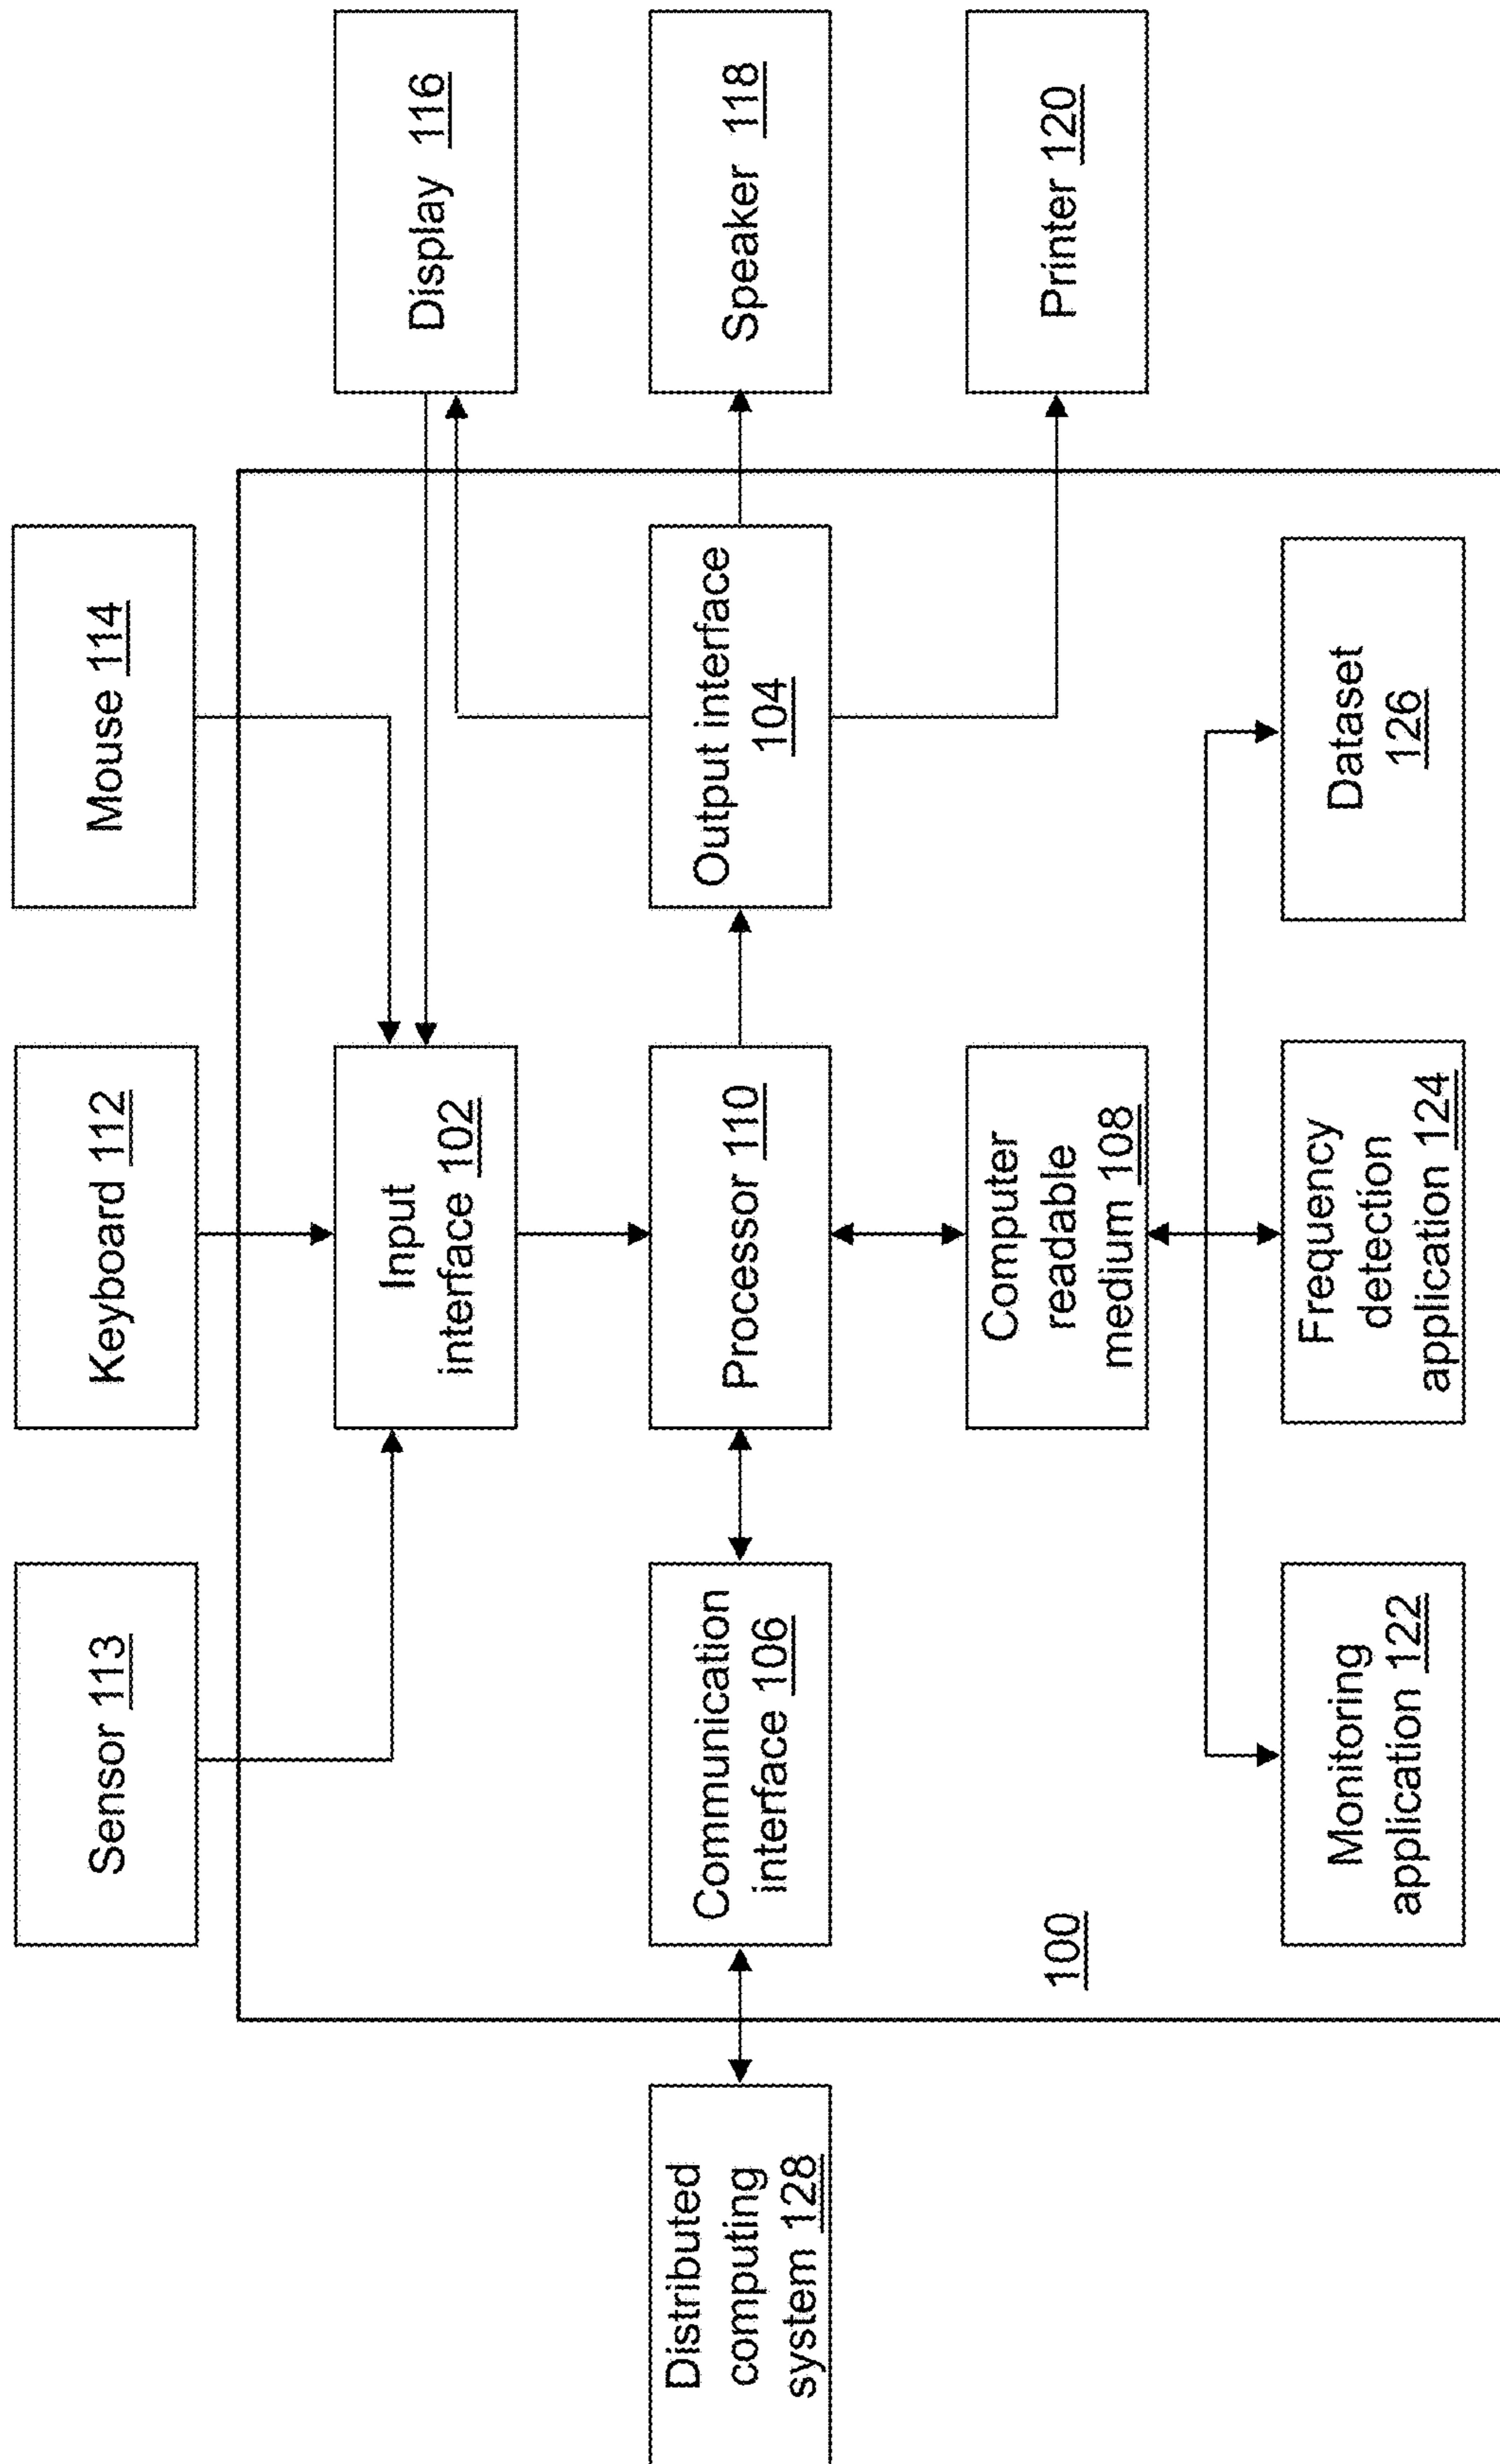 Sensor 113
Keyboard 112
Mouse 114
Input
interface 102
Display 116
Distributed
computing
system 128
Communication
interface 106
Processor 110
Output interface
104
Speaker 118
100
Computer
readable
medium 108
Printer 120
Monitoring
application 122
Frequency
detection
application 124
Dataset
126